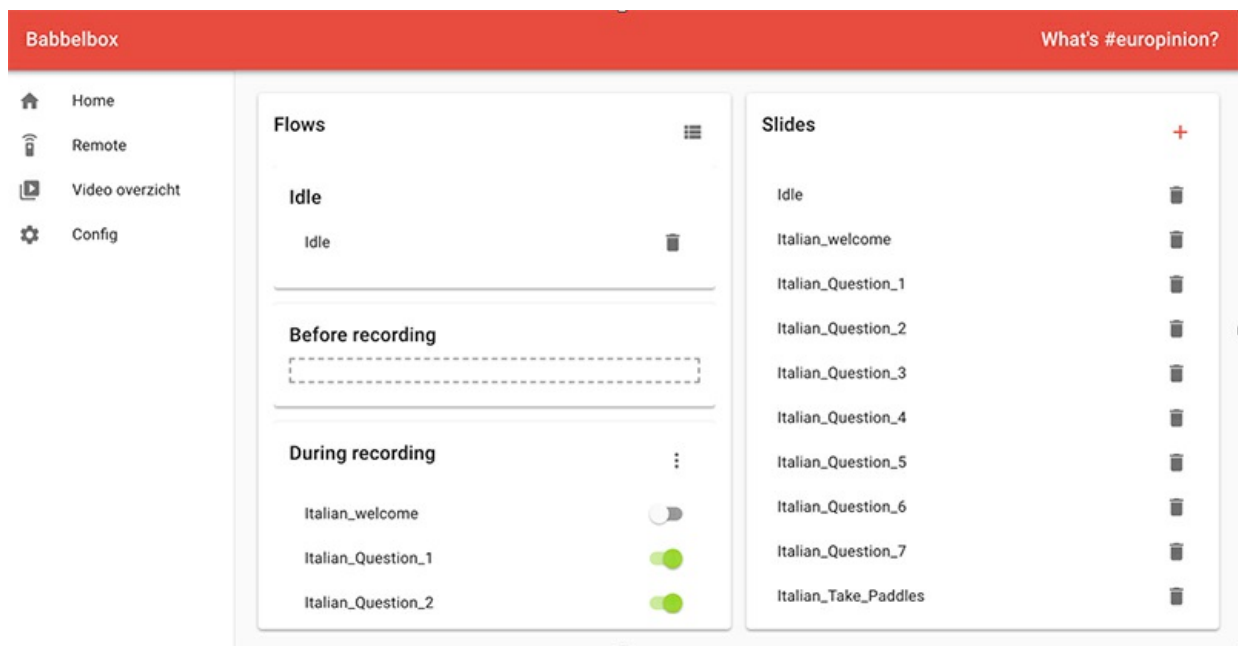 Babbelbox
What's #europinion?
Home
Remote
Video overzicht
Config
Flows
Idle
Idle
Before recording
During recording
Italian_welcome
Italian_Question_1
Italian_Question_2
Slides
Idle
Italian_welcome
Italian_Question_1
Italian_Question_2
Italian_Question_3
Italian_Question_4
Italian_Question_5
Italian_Question_6
Italian_Question_7
Italian_Take_Paddles